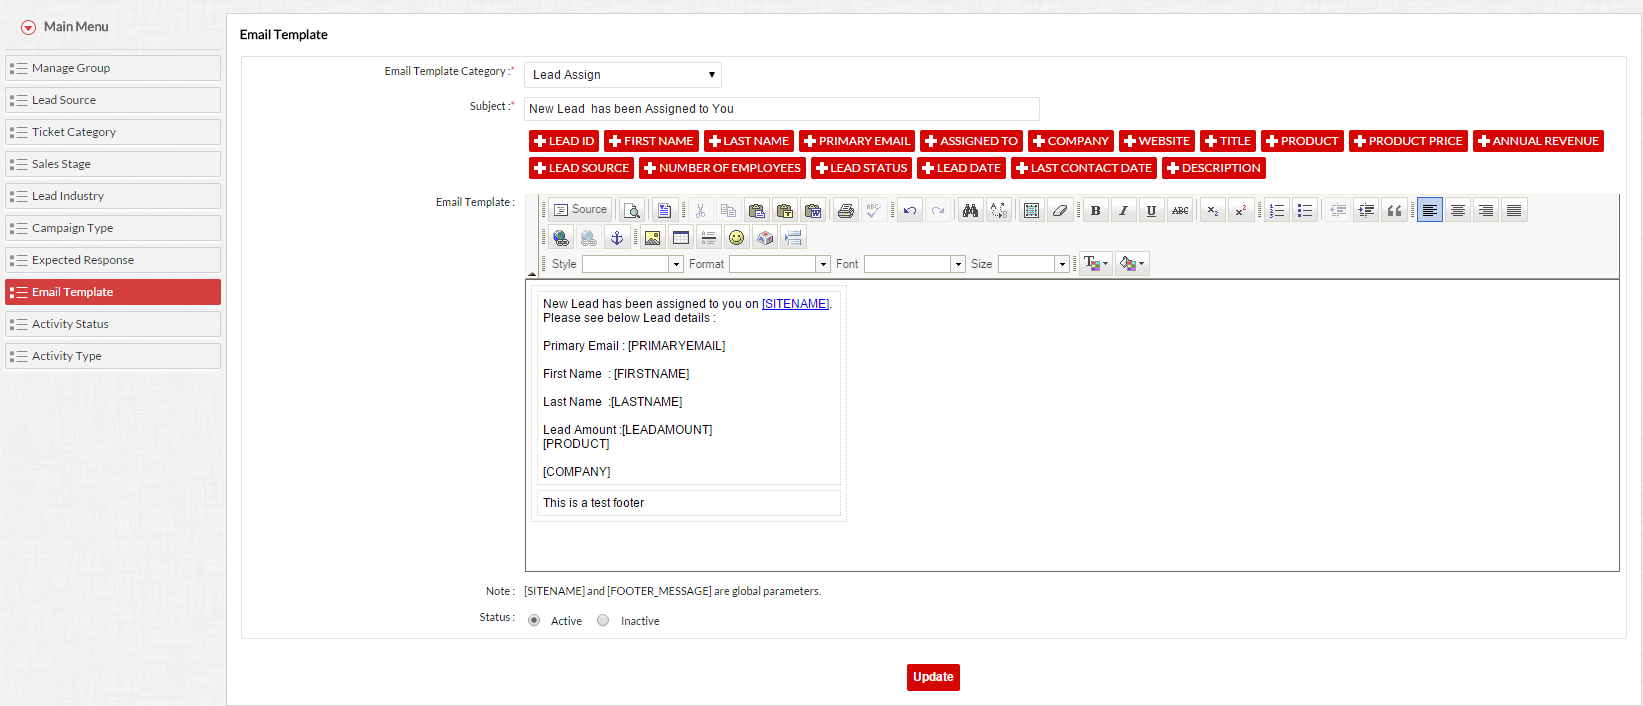 Main Menu
Manage Group
Lead Source
Ticket Category
Sales Stage
Lead Industry
Campaign Type
Expected Response
Email Template
Activity Status
Activity Type
Email Template
Email Template Category :* Lead Assign
Subject :* New Lead  has been Assigned to You
LEAD ID FIRST NAME LAST NAME PRIMARY EMAIL ASSIGNED TO COMPANY WEBSITE TITLE PRODUCT PRODUCT PRICE ANNUAL REVENUE
LEAD SOURCE NUMBER OF EMPLOYEES LEAD STATUS LEAD DATE LAST CONTACT DATE DESCRIPTION
Email Template :
Source B I U ABC x₂ x²
Style Format Font Size
New Lead has been assigned to you on [SITENAME].
Please see below Lead details :
Primary Email : [PRIMARYEMAIL]
First Name  : [FIRSTNAME]
Last Name  :[LASTNAME]
Lead Amount :[LEADAMOUNT]
[PRODUCT]
[COMPANY]
This is a test footer
Note : [SITENAME] and [FOOTER_MESSAGE] are global parameters.
Status : Active Inactive
Update